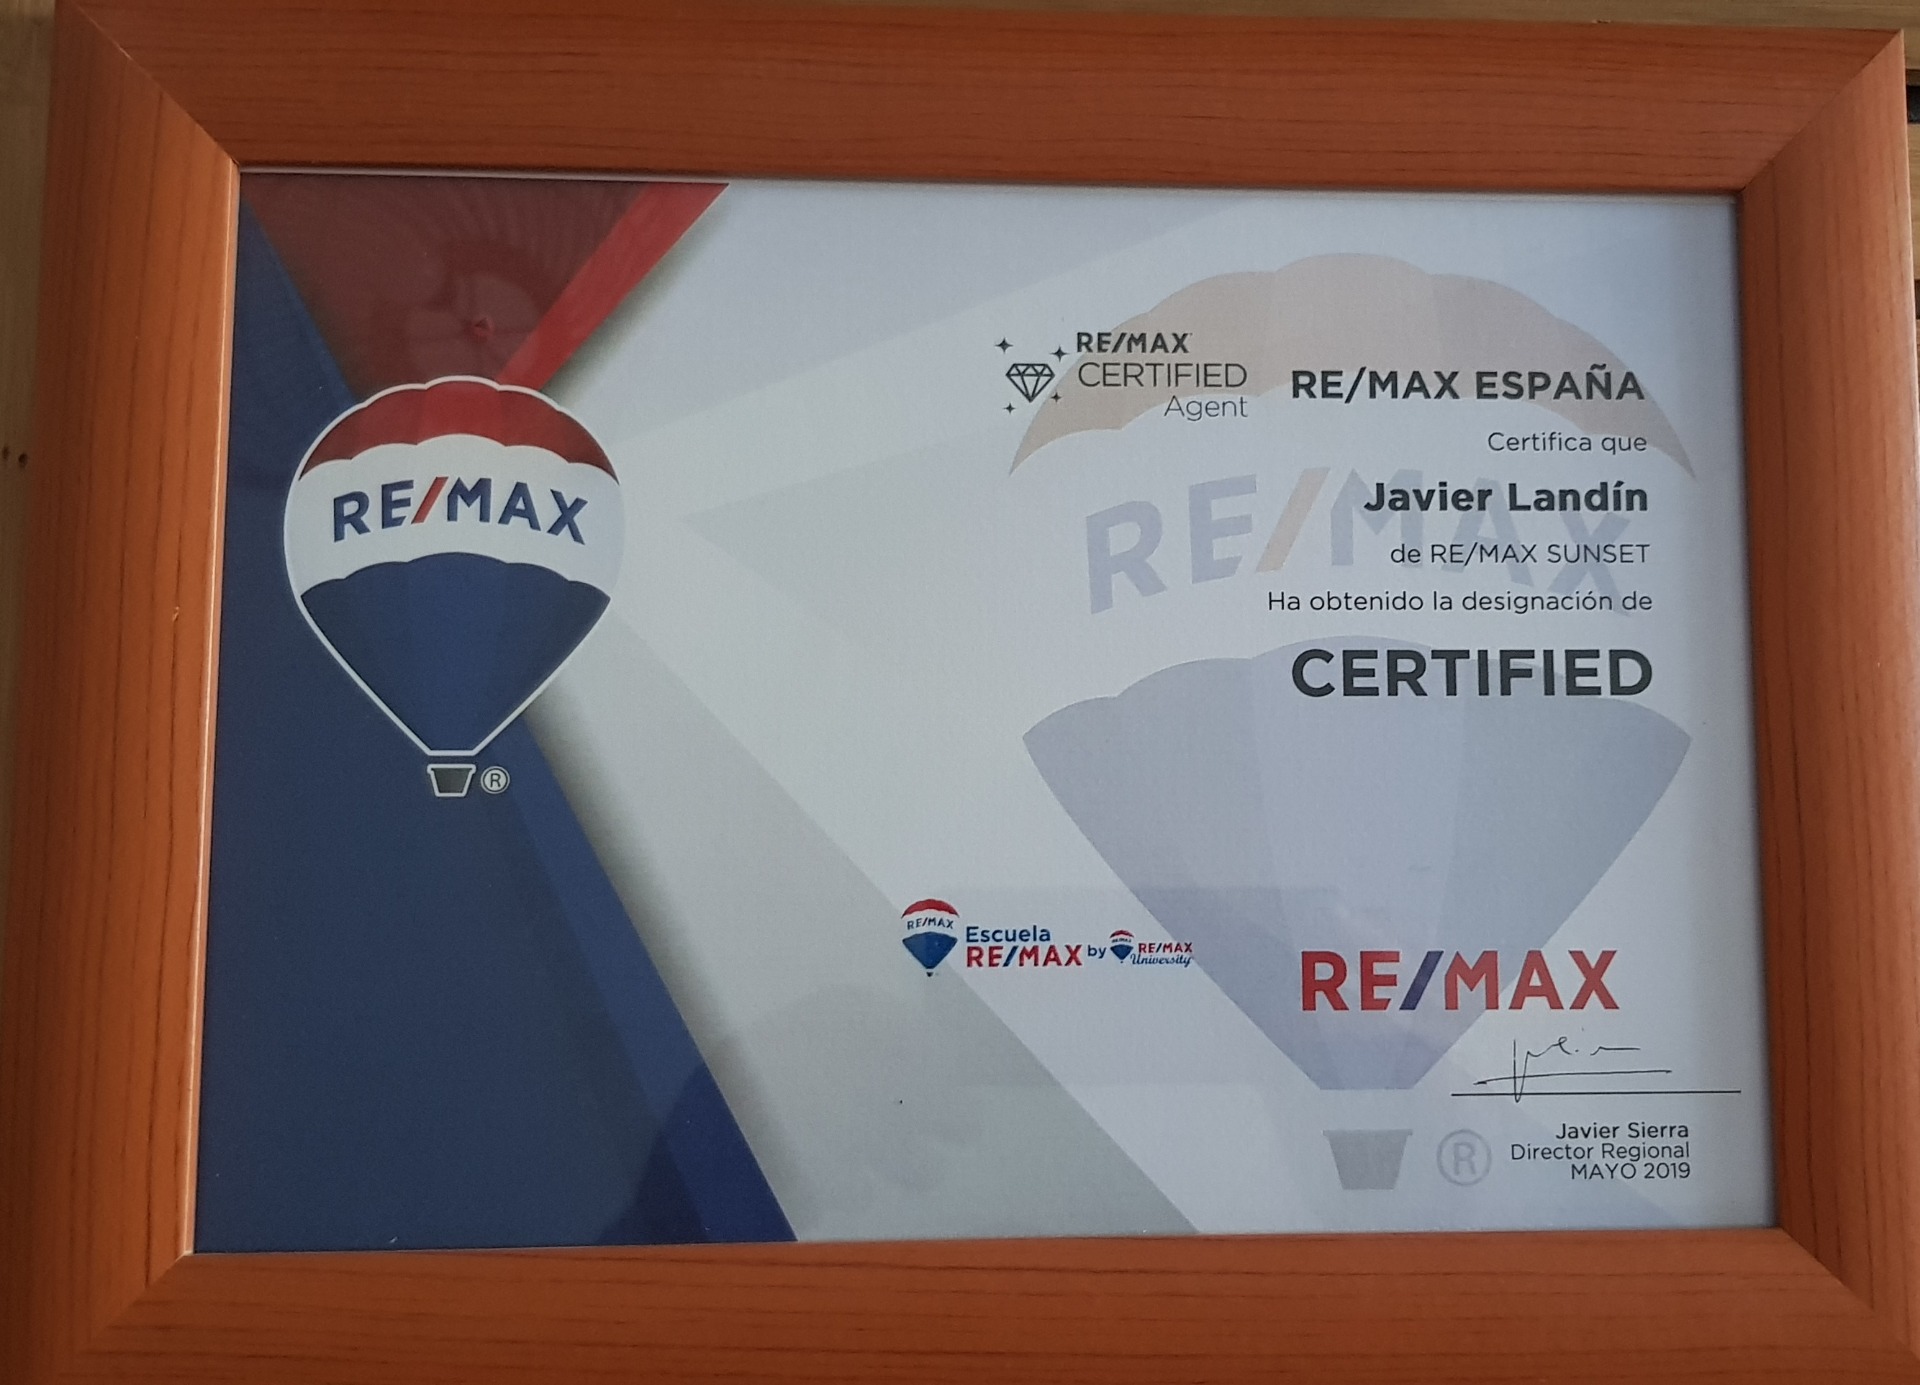 RE/MAX
®
RE/MAX
CERTIFIED
Agent
RE/MAX ESPAÑA
Certifica que
Javier Landín
de RE/MAX SUNSET
Ha obtenido la designación de
CERTIFIED
RE/MAX
RE/MAX
Escuela
RE/MAX by RE/MAX
University
RE/MAX
Javier Sierra
Director Regional
MAYO 2019
®